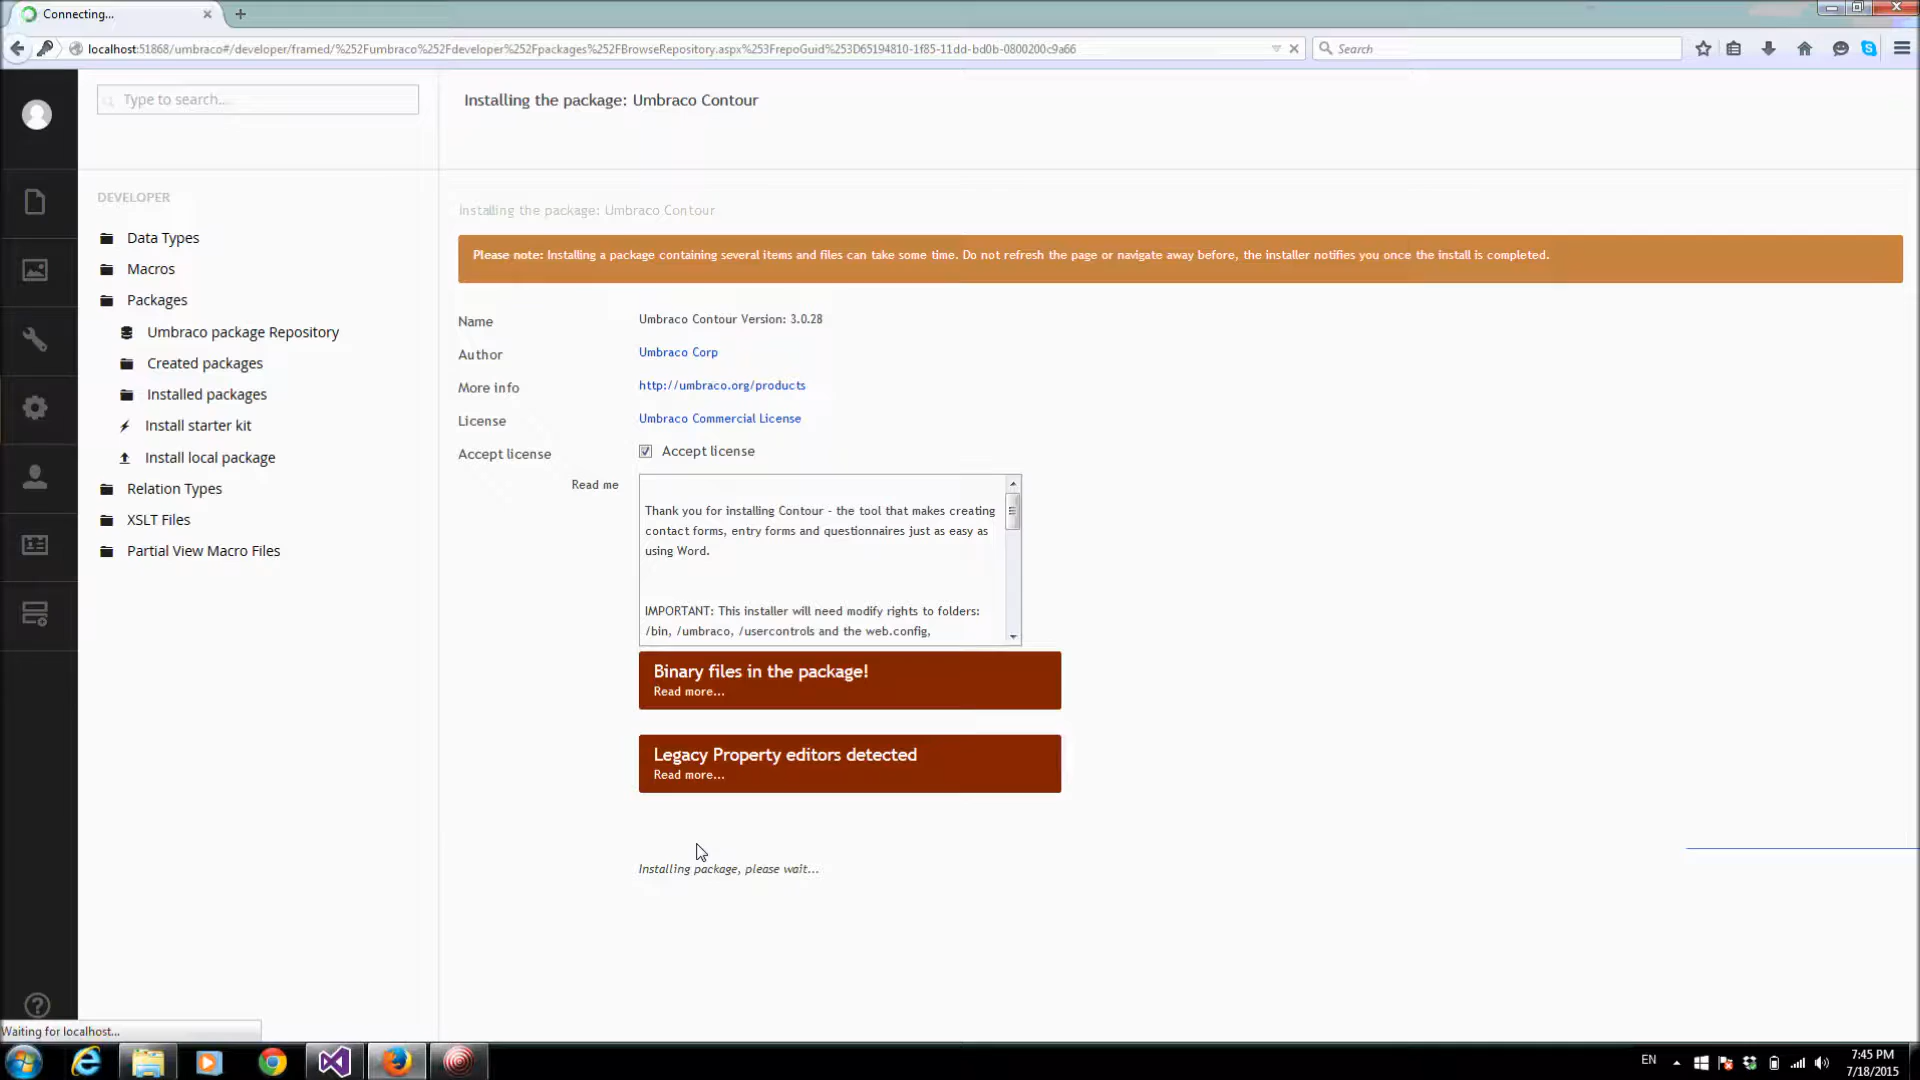 Connecting...
localhost:51868/umbraco#/developer/framed/%252Fumbraco%252Fdeveloper%252Fpackages%252FBrowseRepository.aspx%253FrepoGuid%253D65194810-1f85-11dd-bd0b-0800200c9a66
Search
Type to search...
Installing the package: Umbraco Contour
DEVELOPER
Data Types
Macros
Packages
Umbraco package Repository
Created packages
Installed packages
Install starter kit
Install local package
Relation Types
XSLT Files
Partial View Macro Files
Installing the package: Umbraco Contour
Please note: Installing a package containing several items and files can take some time. Do not refresh the page or navigate away before, the installer notifies you once the install is completed.
Name
Umbraco Contour Version: 3.0.28
Author
Umbraco Corp
More info
http://umbraco.org/products
License
Umbraco Commercial License
Accept license
Accept license
Read me
Thank you for installing Contour - the tool that makes creating
contact forms, entry forms and questionnaires just as easy as
using Word.
IMPORTANT: This installer will need modify rights to folders:
/bin, /umbraco, /usercontrols and the web.config,
Binary files in the package!
Read more...
Legacy Property editors detected
Read more...
Installing package, please wait...
Waiting for localhost...
EN
7:45 PM
7/18/2015